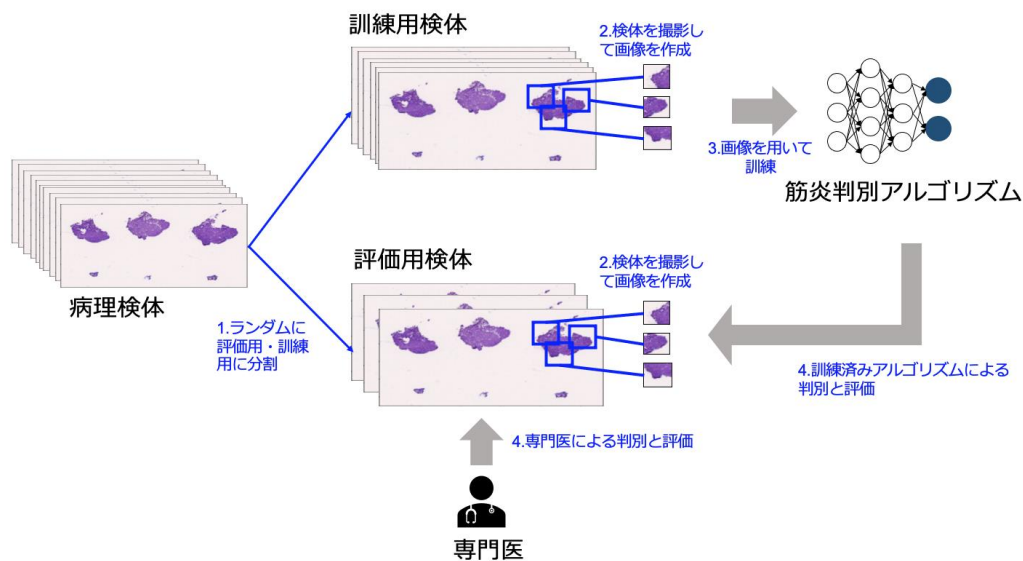 訓練用検体
2.検体を撮影し
て画像を作成
3.画像を用いて
訓練
筋炎判別アルゴリズム
病理検体
1.ランダムに
評価用・訓練
用に分割
評価用検体
2.検体を撮影し
て画像を作成
4.訓練済みアルゴリズムによる
判別と評価
4.専門医による判別と評価
専門医